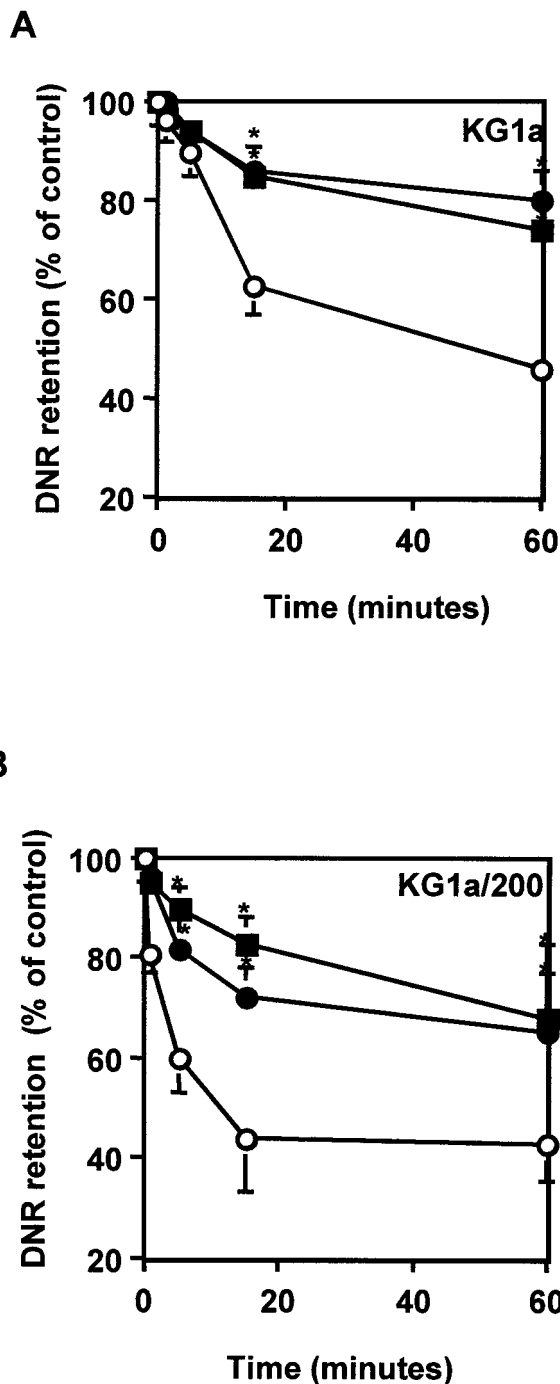 A
KG1a
DNR retention (% of control)
100
80
60
40
20
0 20 40 60
Time (minutes)
B
KG1a/200
DNR retention (% of control)
100
80
60
40
20
0 20 40 60
Time (minutes)